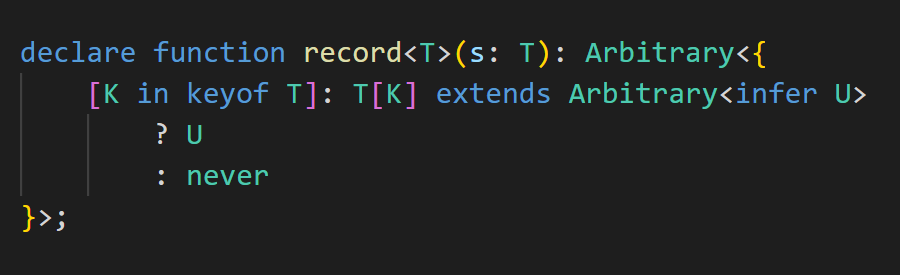 declare function record<T>(s: T): Arbitrary<{
[K in keyof T]: T[K] extends Arbitrary<infer U>
? U
: never
}>;